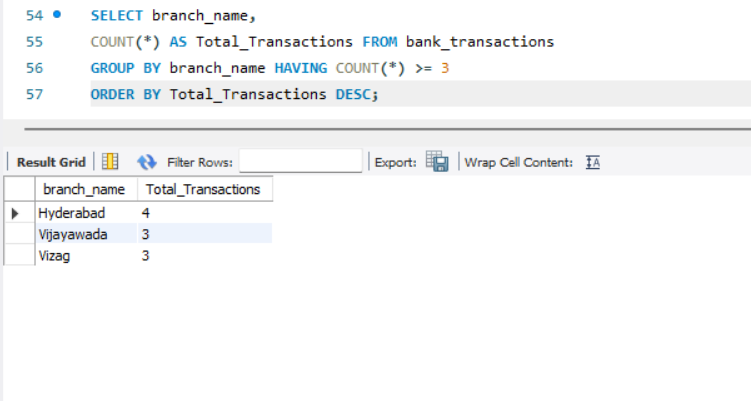 54 SELECT branch_name,
55 COUNT(*) AS Total_Transactions FROM bank_transactions
56 GROUP BY branch_name HAVING COUNT(*) >= 3
57 ORDER BY Total_Transactions DESC;
Result Grid Filter Rows: Export: Wrap Cell Content: IA
branch_name Total_Transactions
Hyderabad 4
Vijayawada 3
Vizag 3